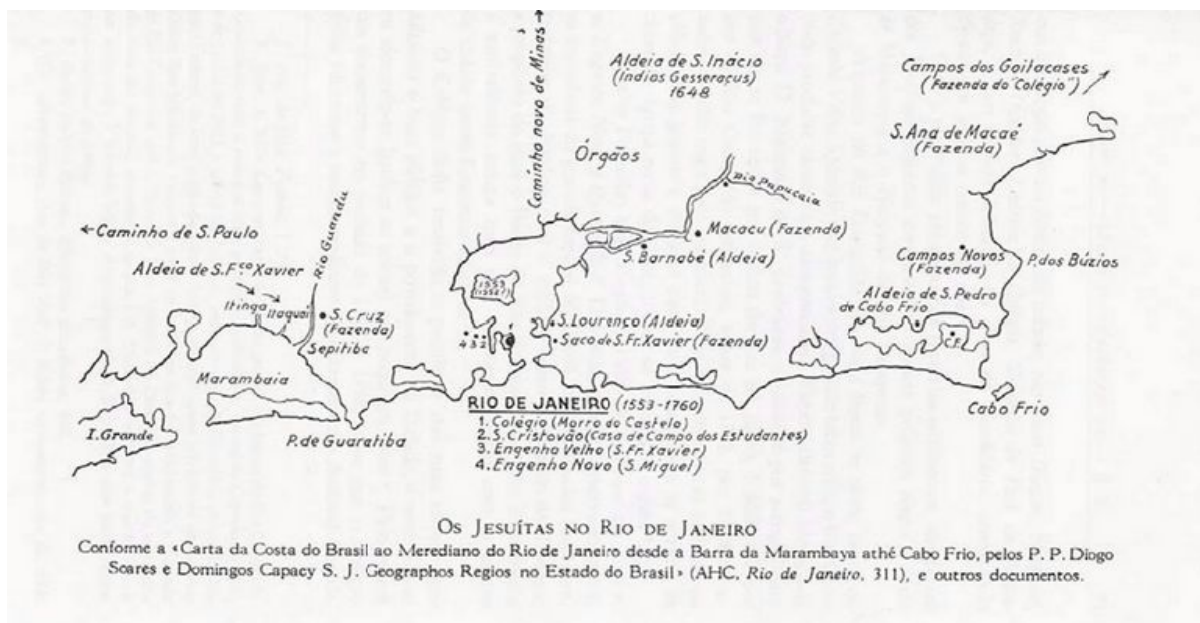 Caminho novo de Minas→
Aldeia de S. Inácio
(Índios Gesseraçus)
1648
Campos dos Goitacases
(Fazenda do "Colégio")
S. Ana de Macaé
(Fazenda)
Órgãos
Rio Papucaia
Rio Guandu
←Caminho de S. Paulo
Macacu (Fazenda)
S. Barnabé (Aldeia)
Campos Novos
(Fazenda)
P. dos Búzios
Aldeia de S. Fco Xavier
Itinga
Itaguaí
S. Cruz
(Fazenda)
Sepitiba
1553
Aldeia de S. Pedro
de Cabo Frio
C.F.
S. Lourenço (Aldeia)
4 3 2
1
Saco de S. Fr. Xavier (Fazenda)
Marambaia
I. Grande
P. de Guaratiba
Cabo Frio
RIO DE JANEIRO (1553-1760)
1. Colégio (Morro do Castelo)
2. S. Cristovão (Casa de Campo dos Estudantes)
3. Engenho Velho (S. Fr. Xavier)
4. Engenho Novo (S. Miguel)
OS JESUÍTAS NO RIO DE JANEIRO
Conforme a «Carta da Costa do Brasil ao Merediano do Rio de Janeiro desde a Barra da Marambaya athé Cabo Frio, pelos P. P. Diogo
Soares e Domingos Capacy S. J. Geographos Regios no Estado do Brasil» (AHC, Rio de Janeiro, 311), e outros documentos.